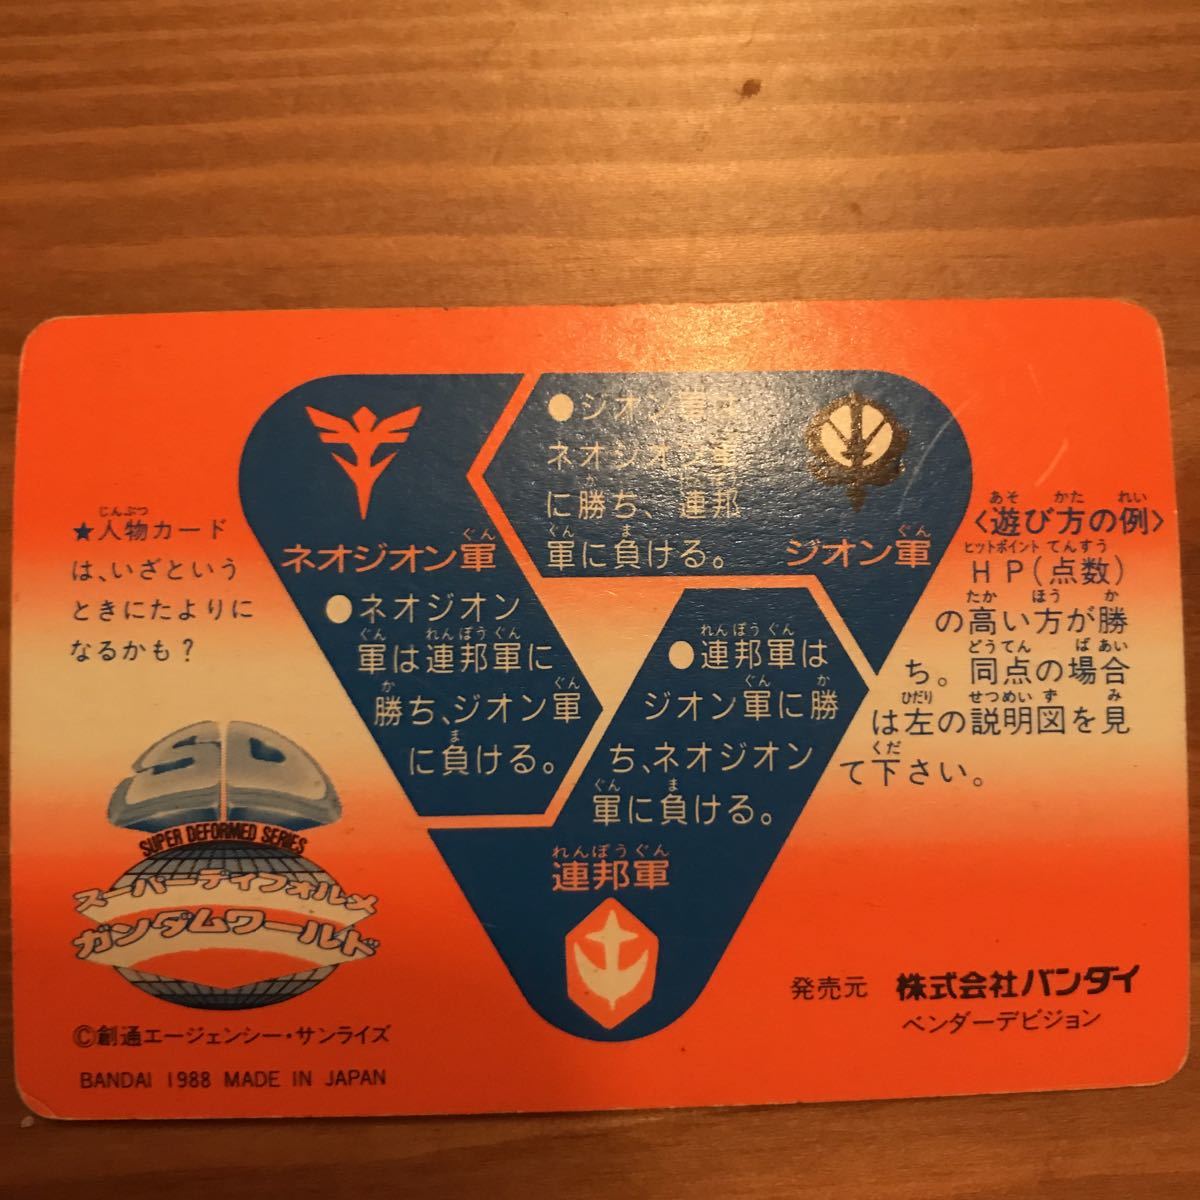 ●ジオン軍は
ネオジオン軍
に勝ち、連邦
軍に負ける。
ジオン軍
ネオジオン軍
●ネオジオン
軍は連邦軍に
勝ち、ジオン軍
に負ける。
●連邦軍は
ジオン軍に勝
ち、ネオジオン
軍に負ける。
連邦軍
★人物カード
は、いざという
ときにたよりに
なるかも?
〈遊び方の例〉
HP(点数)
の高い方が勝
ち。同点の場合
は左の説明図を見
て下さい。
SD
SUPER DEFORMED SERIES
スーパーディフォルメ
ガンダムワールド
©創通エージェンシー・サンライズ
BANDAI 1988 MADE IN JAPAN
発売元 株式会社バンダイ
ベンダーデビジョン